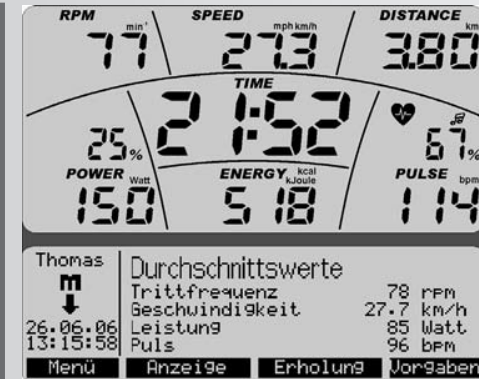 RPM SPEED DISTANCE
min⁻ mph km/h km
77 27.3 3.80
TIME
21:52
25% 67%
POWER Watt ENERGY kcal kJoule PULSE bpm
150 518 114
Thomas Durchschnittswerte
m Trittfrequenz 78 rpm
Geschwindigkeit 27.7 km/h
26.06.06 Leistung 85 Watt
13:15:58 Puls 96 bpm
Menü Anzeige Erholung Vorgaben